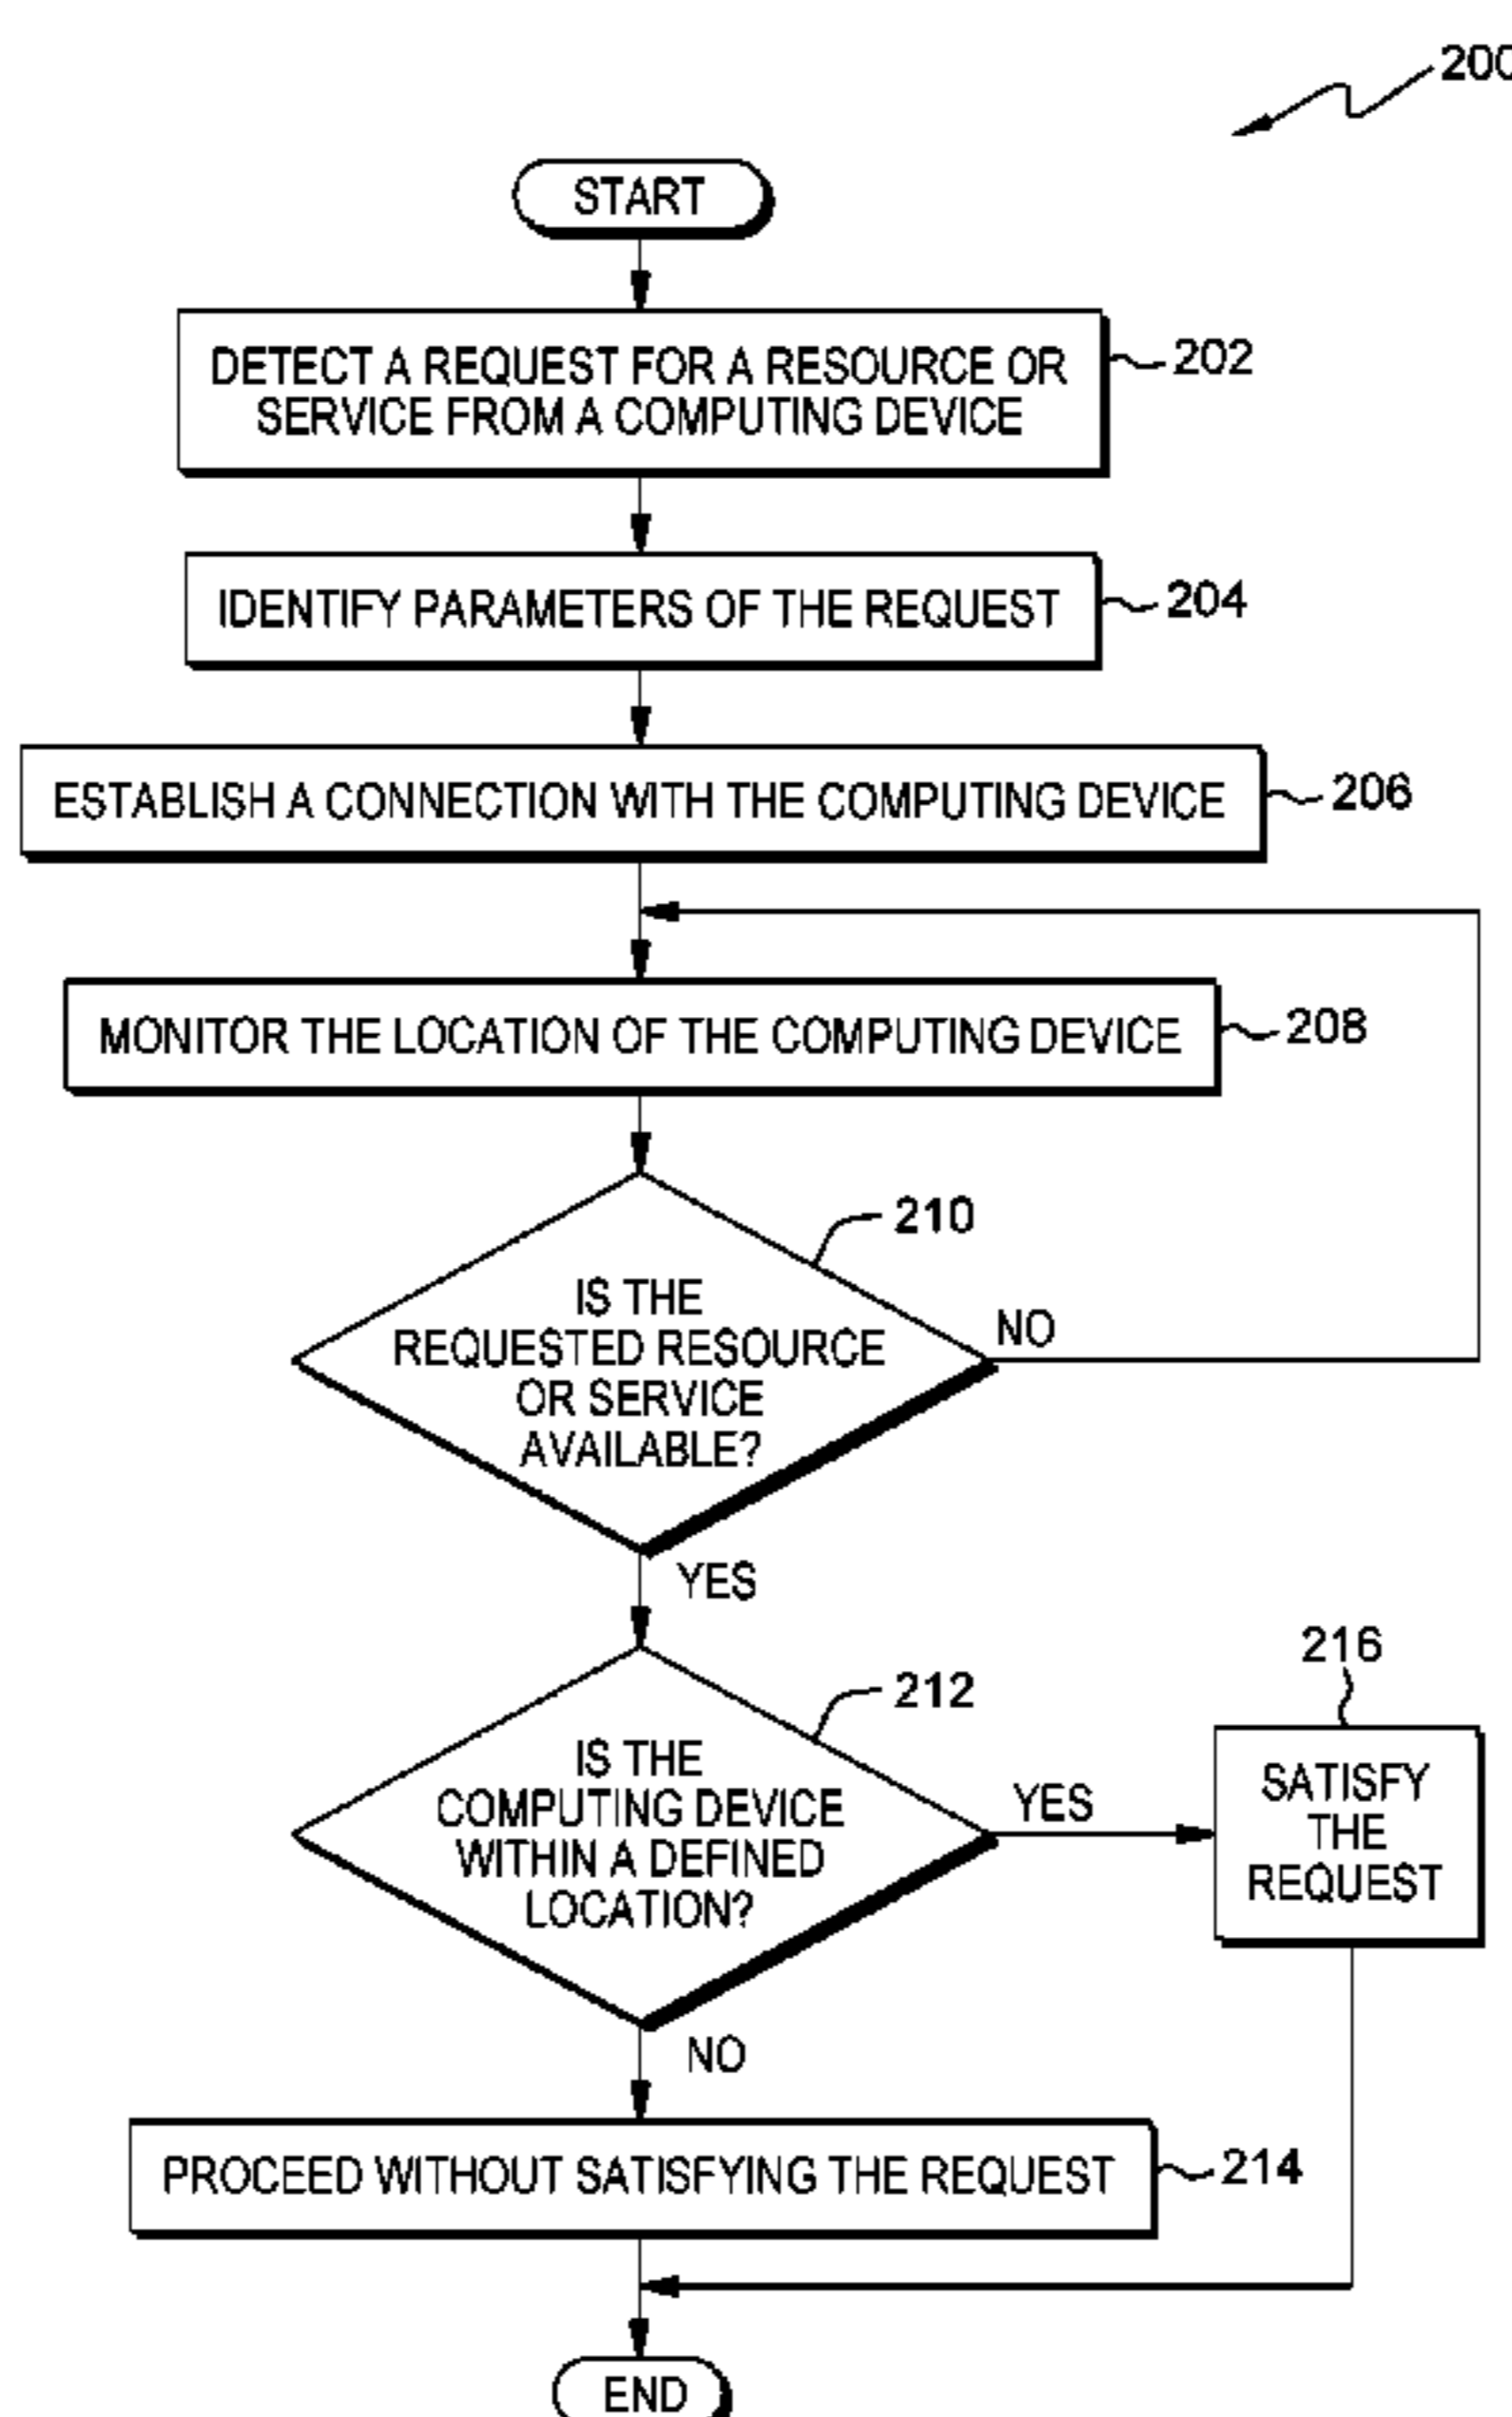 200
START
DETECT A REQUEST FOR A RESOURCE OR
SERVICE FROM A COMPUTING DEVICE
202
IDENTIFY PARAMETERS OF THE REQUEST
204
ESTABLISH A CONNECTION WITH THE COMPUTING DEVICE
206
MONITOR THE LOCATION OF THE COMPUTING DEVICE
208
210
IS THE
REQUESTED RESOURCE
OR SERVICE
AVAILABLE?
NO
YES
212
IS THE
COMPUTING DEVICE
WITHIN A DEFINED
LOCATION?
YES
216
SATISFY
THE
REQUEST
NO
PROCEED WITHOUT SATISFYING THE REQUEST
214
END